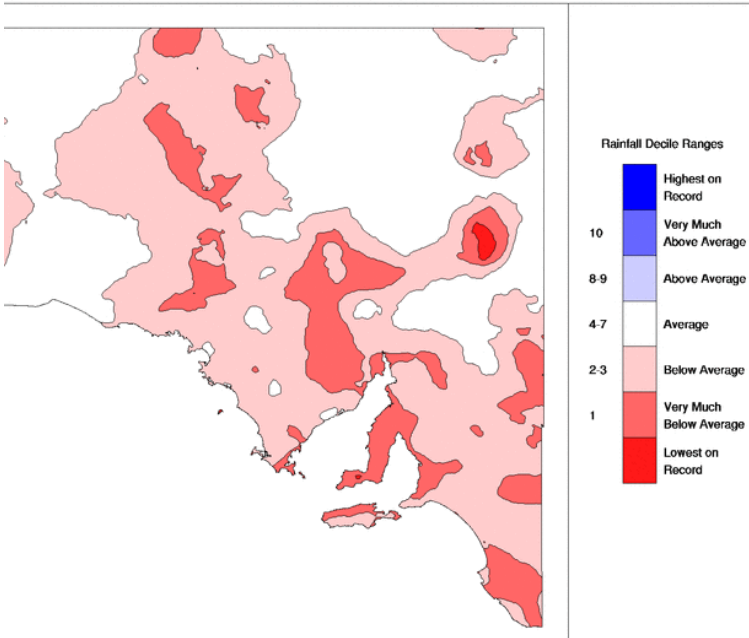 Rainfall Decile Ranges
Highest on
Record
10
Very Much
Above Average
8-9
Above Average
4-7
Average
2-3
Below Average
1
Very Much
Below Average
Lowest on
Record